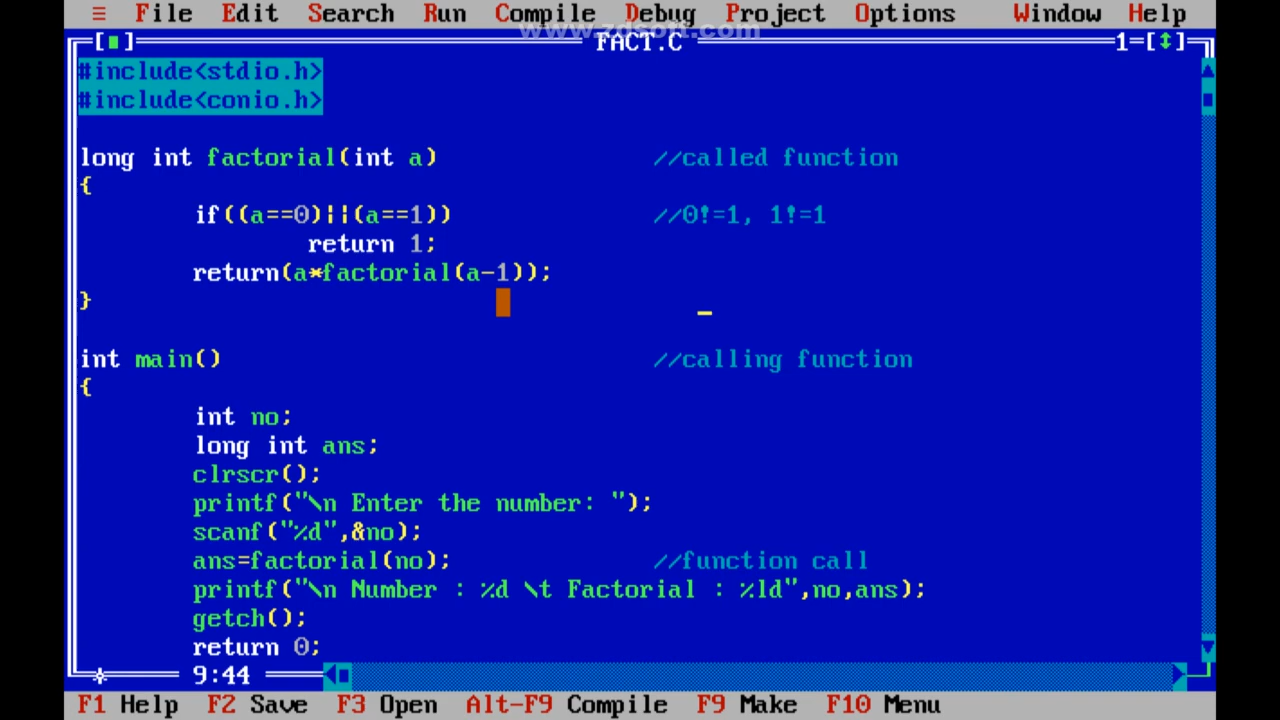 ≡ File Edit Search Run Compile Debug Project Options Window Help
www.zdsoft.com
FACT.C 1=[↕]
#include<stdio.h>
#include<conio.h>
long int factorial(int a) //called function
{
if((a==0)||(a==1)) //0!=1, 1!=1
return 1;
return(a*factorial(a-1));
}
int main() //calling function
{
int no;
long int ans;
clrscr();
printf("\n Enter the number: ");
scanf("%d",&no);
ans=factorial(no); //function call
printf("\n Number : %d \t Factorial : %ld",no,ans);
getch();
return 0;
9:44
F1 Help F2 Save F3 Open Alt-F9 Compile F9 Make F10 Menu